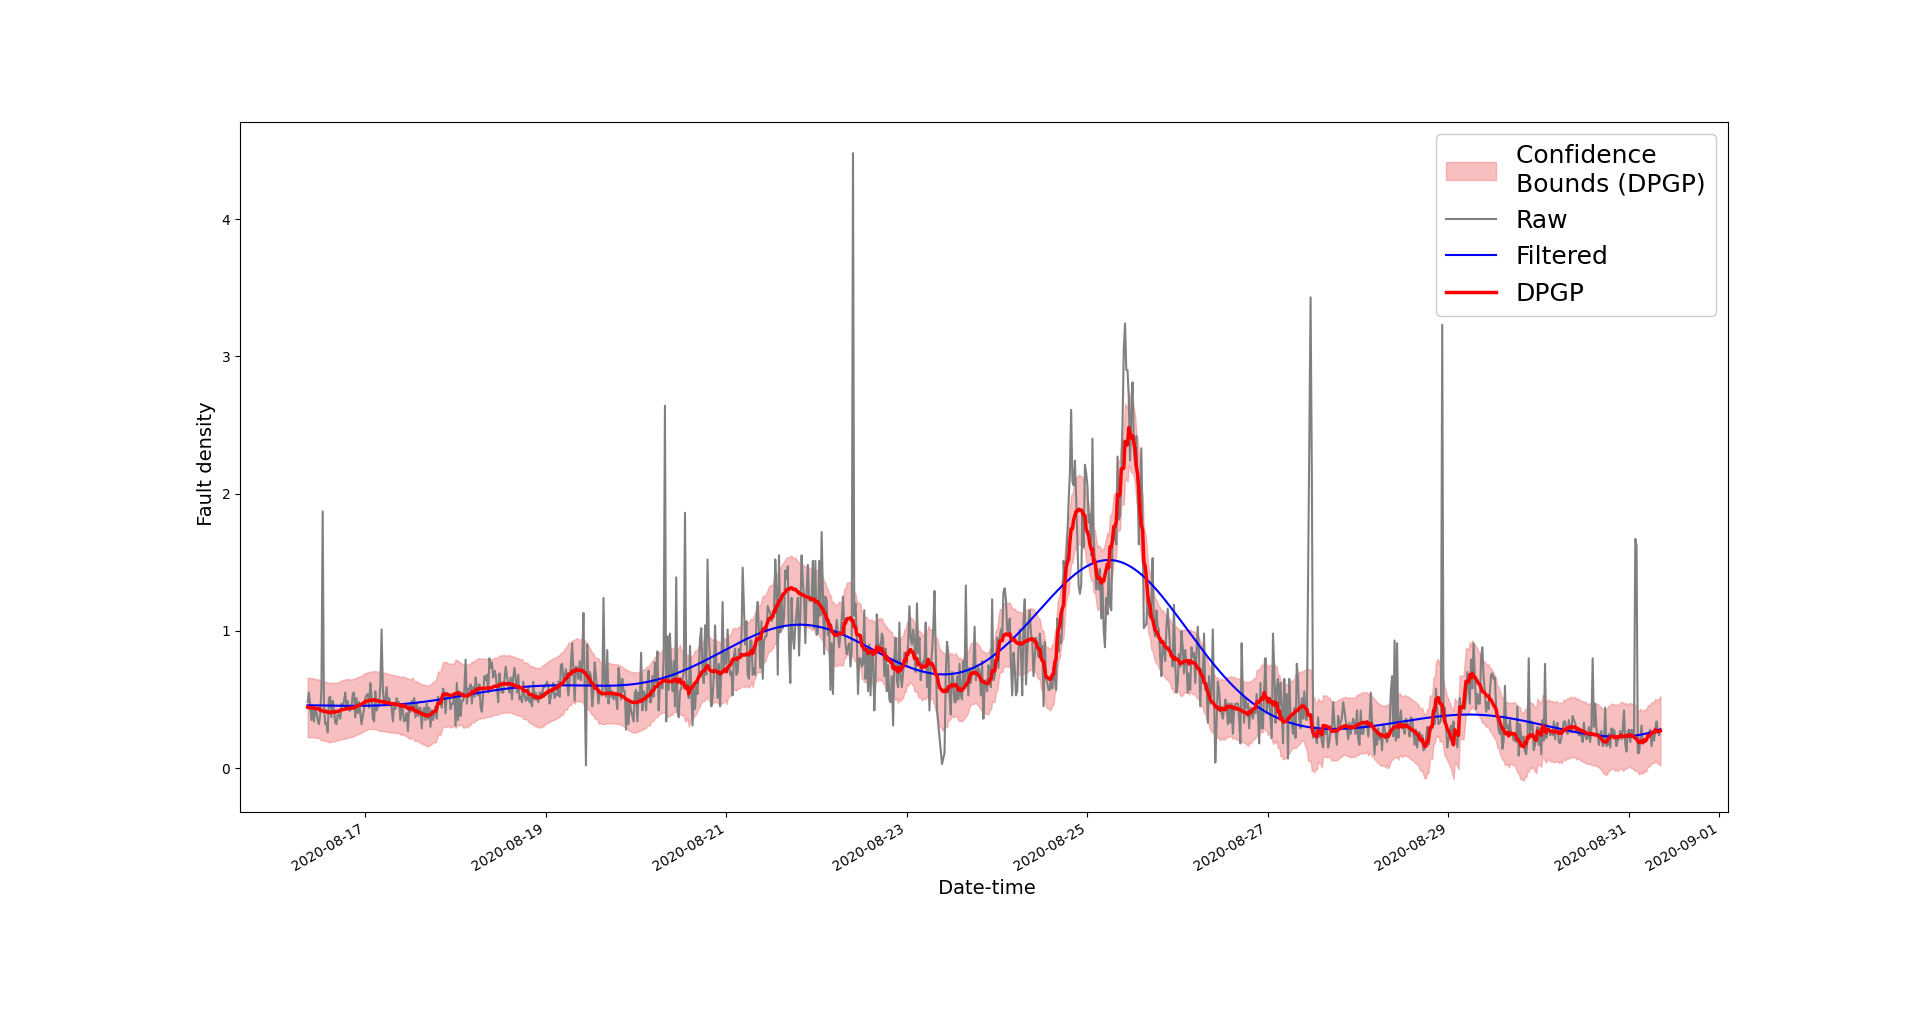 Confidence
Bounds (DPGP)
Raw
Filtered
DPGP
4
3
2
1
0
Fault density
2020-08-17
2020-08-19
2020-08-21
2020-08-23
2020-08-25
2020-08-27
2020-08-29
2020-08-31
2020-09-01
Date-time